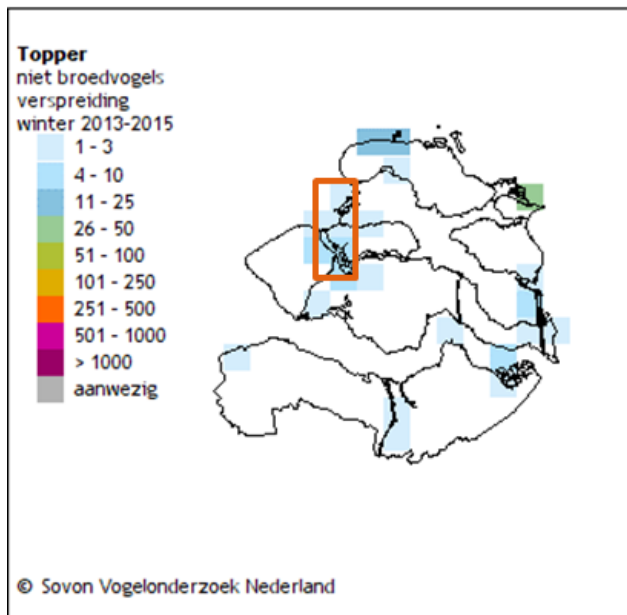 Topper
niet broedvogels
verspreiding
winter 2013-2015
1 - 3
4 - 10
11 - 25
26 - 50
51 - 100
101 - 250
251 - 500
501 - 1000
> 1000
aanwezig
© Sovon Vogelonderzoek Nederland